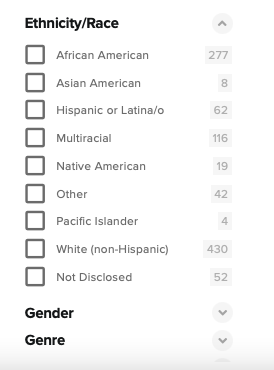 Ethnicity/Race
African American 277
Asian American 8
Hispanic or Latina/o 62
Multiracial 116
Native American 19
Other 42
Pacific Islander 4
White (non-Hispanic) 430
Not Disclosed 52
Gender
Genre